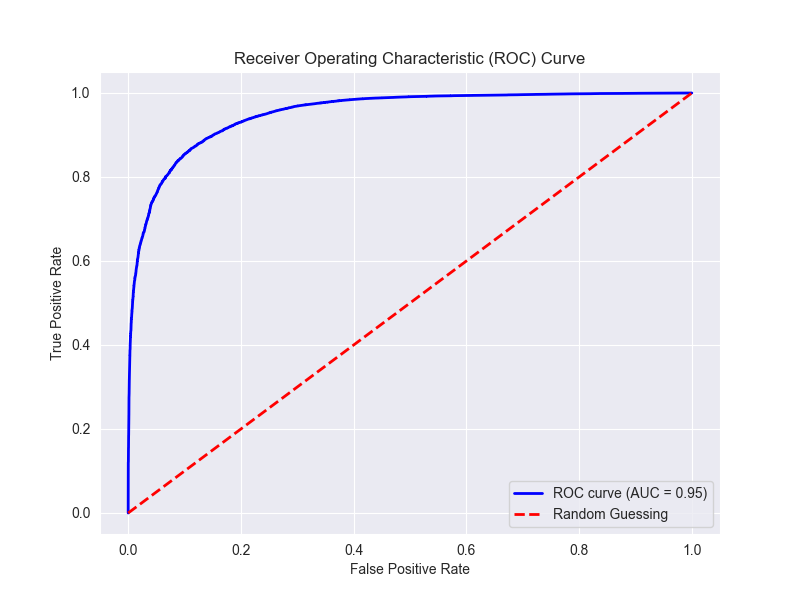 Receiver Operating Characteristic (ROC) Curve
True Positive Rate
1.0
0.8
0.6
0.4
0.2
0.0
ROC curve (AUC = 0.95)
Random Guessing
0.0 0.2 0.4 0.6 0.8 1.0
False Positive Rate